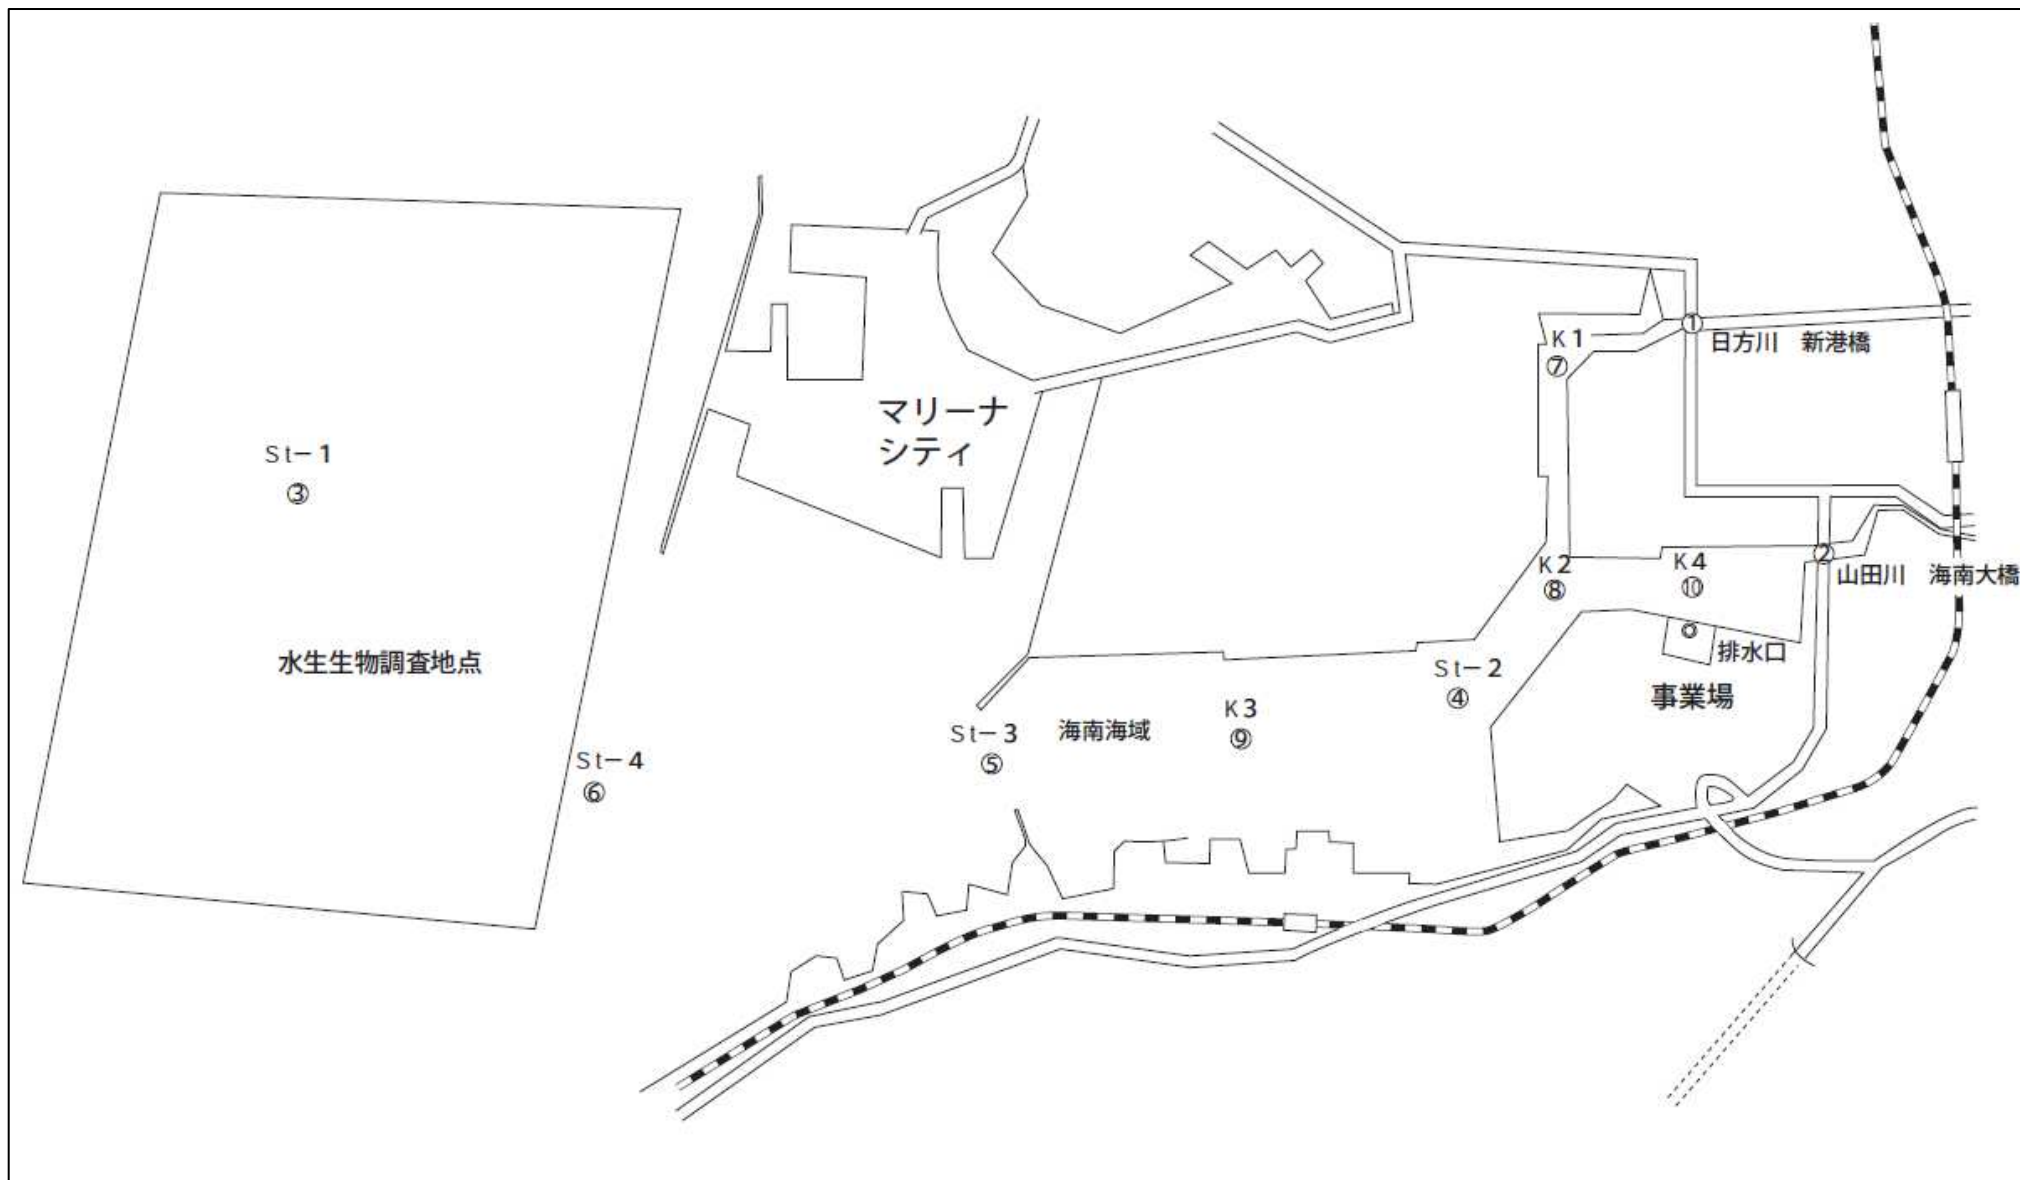 ①
K1
日方川 新港橋
⑦
マリーナ
シティ
St-1
③
②
K2
K4
山田川 海南大橋
⑧
⑩
排水口
水生生物調査地点
St-2
④
事業場
K3
St-3
海南海域
⑨
⑤
St-4
⑥